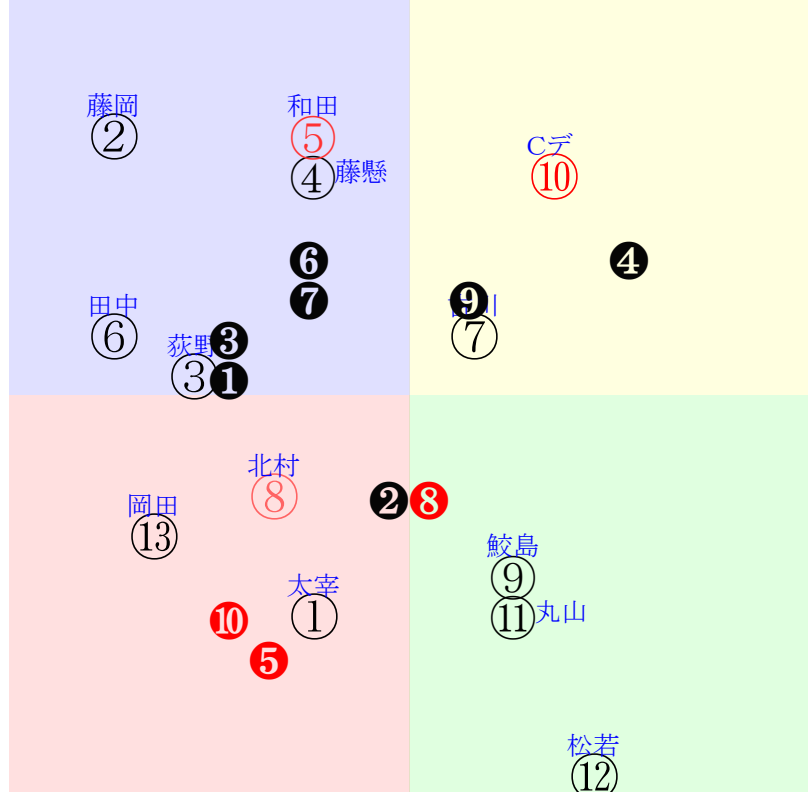 藤岡
②
和田
⑤
④藤懸
Cデ
⑩
❻
❹
❼
❾
田中
⑥
荻野❸
③❶
⑦
北村
⑧
岡田
⑬
❷❽
鮫島
⑨
太宰
①
⑪丸山
❿
❺
松若
⑫